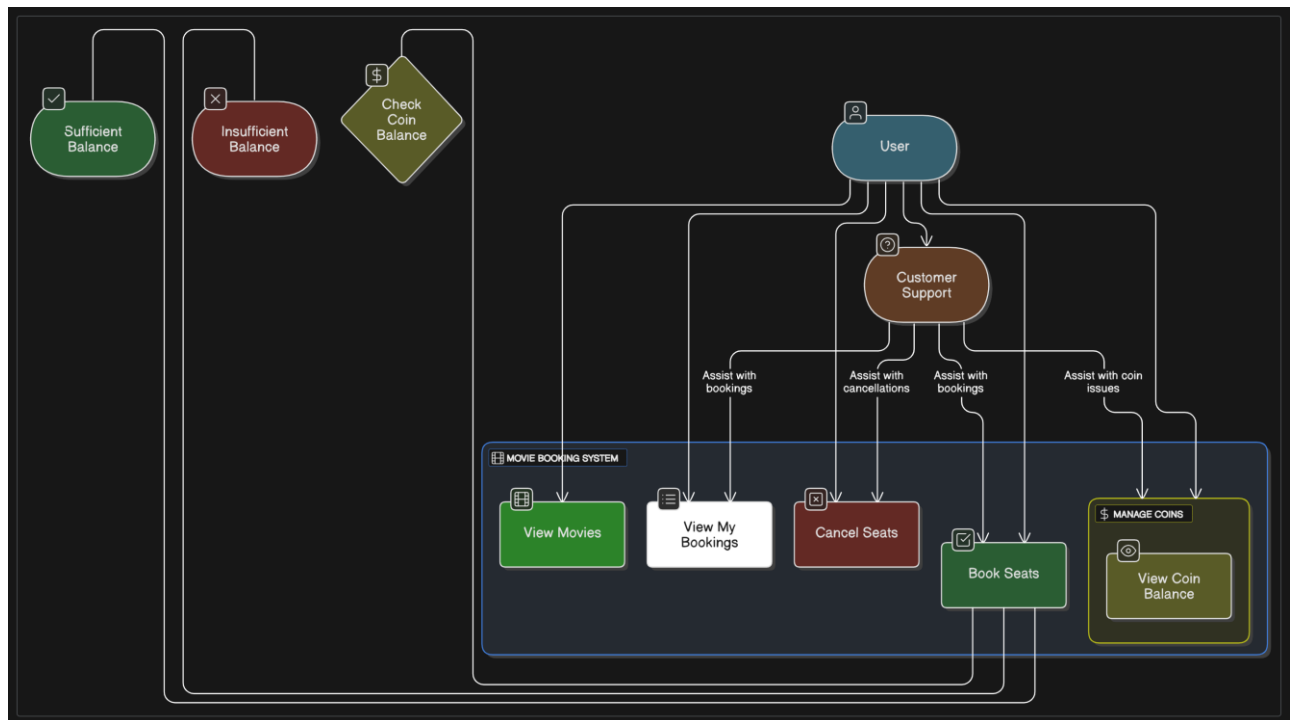 Sufficient
Balance
Insufficient
Balance
Check
Coin
Balance
User
Customer
Support
Assist with
bookings
Assist with
cancellations
Assist with
bookings
Assist with coin
issues
MOVIE BOOKING SYSTEM
View Movies
View My
Bookings
Cancel Seats
Book Seats
$ MANAGE COINS
View Coin
Balance